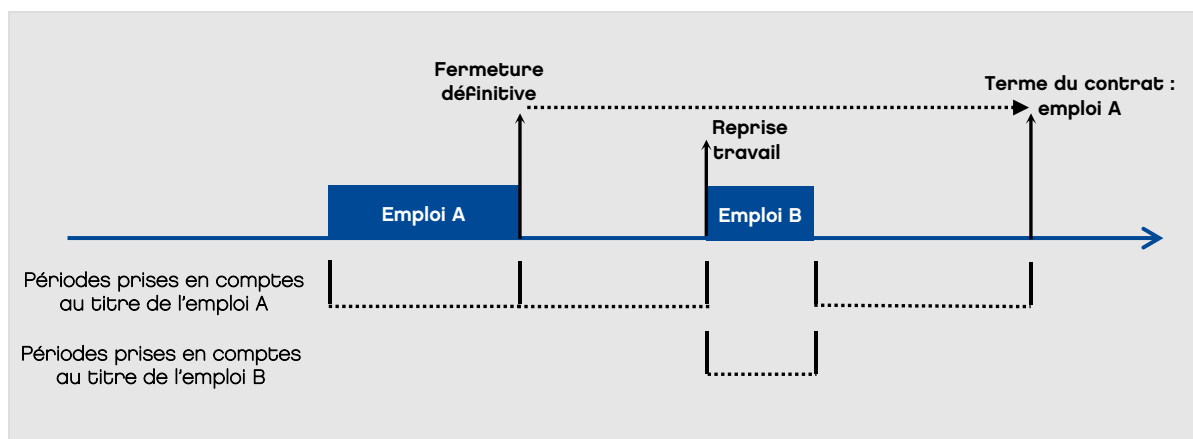 Fermeture
définitive
Terme du contrat :
emploi A
Reprise
travail
Emploi A
Emploi B
Périodes prises en comptes
au titre de l'emploi A
Périodes prises en comptes
au titre de l'emploi B